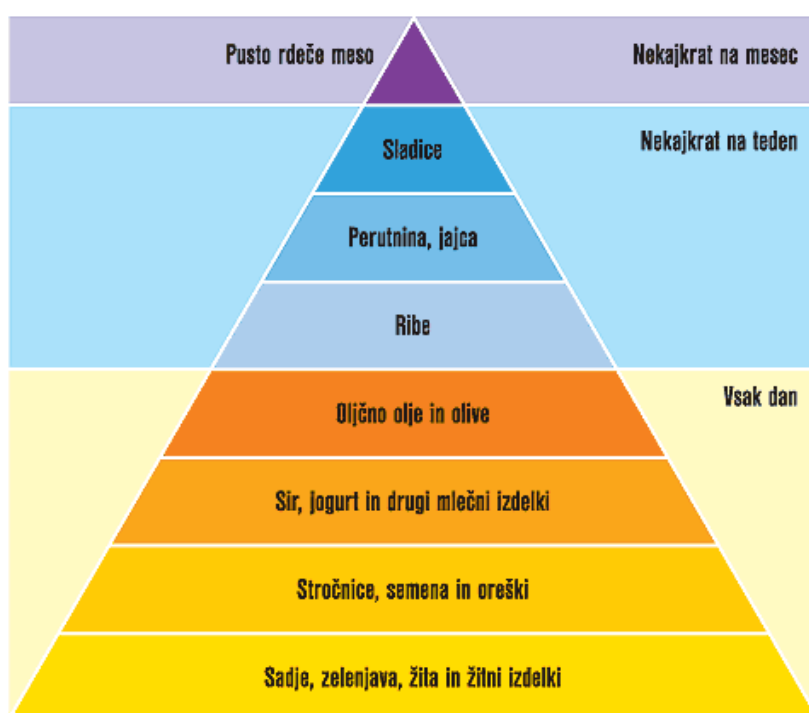 Pusto rdeče meso
Nekajkrat na mesec
Nekajkrat na teden
Sladice
Perutnina, jajca
Ribe
Vsak dan
Oljčno olje in olive
Sir, jogurt in drugi mlečni izdelki
Stročnice, semena in oreški
Sadje, zelenjava, žita in žitni izdelki